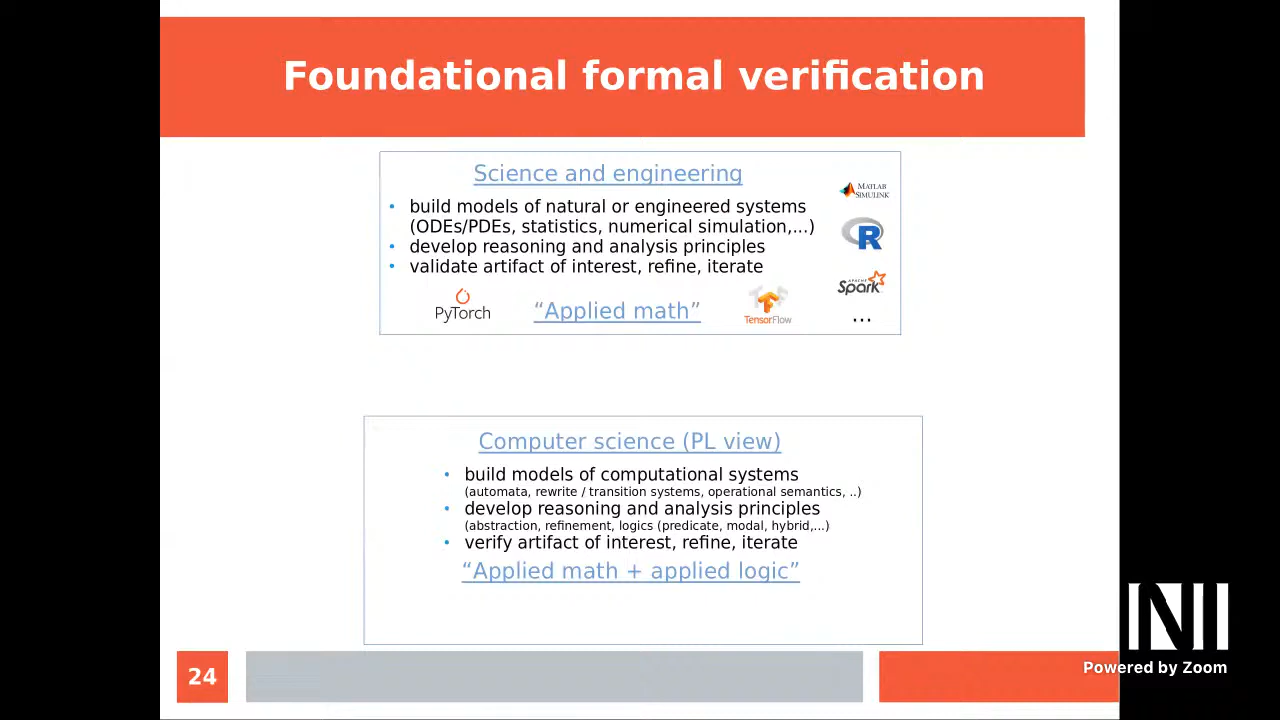 Foundational formal verification
Science and engineering
• build models of natural or engineered systems
(ODEs/PDEs, statistics, numerical simulation,...)
• develop reasoning and analysis principles
• validate artifact of interest, refine, iterate
MATLAB
SIMULINK
R
APACHE
Spark
...
PyTorch
“Applied math”
TensorFlow
Computer science (PL view)
• build models of computational systems
(automata, rewrite / transition systems, operational semantics, ..)
• develop reasoning and analysis principles
(abstraction, refinement, logics (predicate, modal, hybrid,...)
• verify artifact of interest, refine, iterate
“Applied math + applied logic”
24
NII
Powered by Zoom